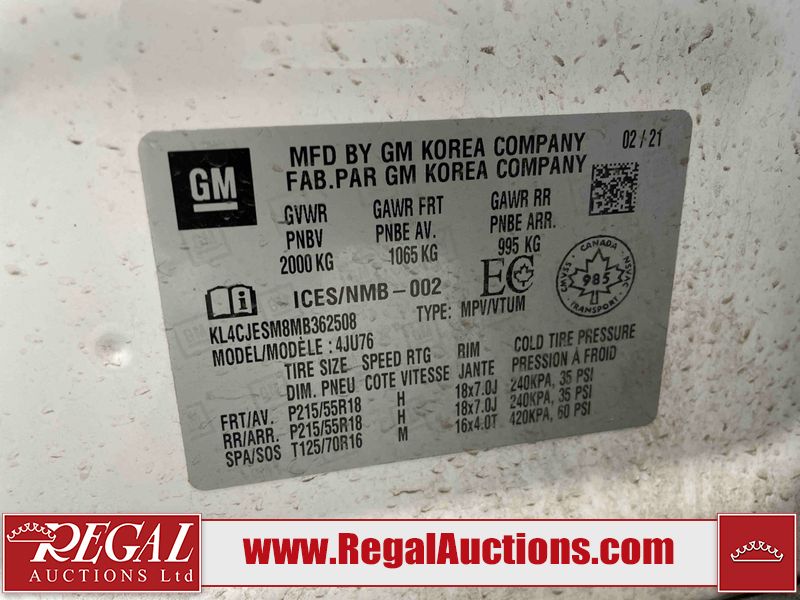 GM
MFD BY GM KOREA COMPANY 02/21
FAB.PAR GM KOREA COMPANY
GVWR GAWR FRT GAWR RR
PNBV PNBE AV. PNBE ARR.
2000 KG 1065 KG 995 KG
ICES/NMB-002 EC
CANADA
CMVSS 985 NSVAC
TRANSPORT
KL4CJESM8MB362508 TYPE: MPV/VTUM
MODEL/MODÈLE : 4JU76
TIRE SIZE SPEED RTG RIM COLD TIRE PRESSURE
DIM. PNEU COTE VITESSE JANTE PRESSION À FROID
FRT/AV. P215/55R18 H 18x7.0J 240KPA, 35 PSI
RR/ARR. P215/55R18 H 18x7.0J 240KPA, 35 PSI
SPA/SOS T125/70R16 M 16x4.0T 420KPA, 60 PSI
REGAL
AUCTIONS Ltd
www.RegalAuctions.com